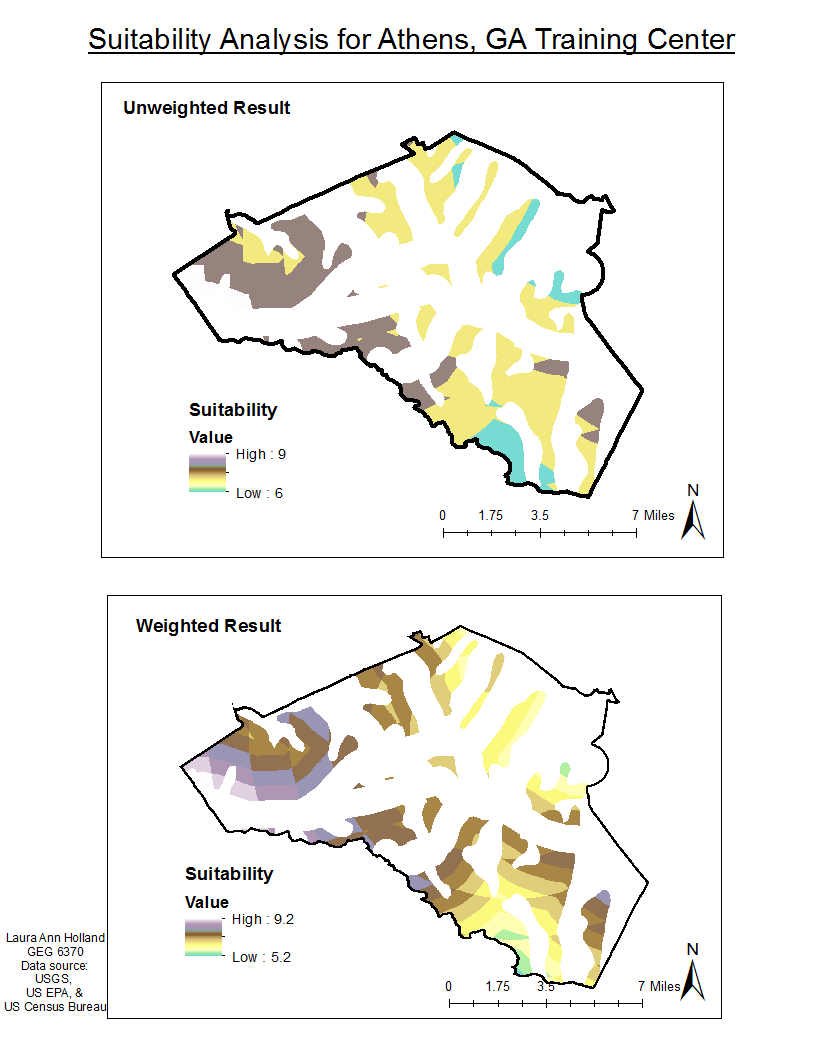 Suitability Analysis for Athens, GA Training Center
Unweighted Result
Suitability
Value
High : 9
Low : 6
0 1.75 3.5 7 Miles
N
Weighted Result
Suitability
Value
High : 9.2
Low : 5.2
0 1.75 3.5 7 Miles
N
Laura Ann Holland
GEG 6370
Data source:
USGS,
US EPA, &
US Census Bureau